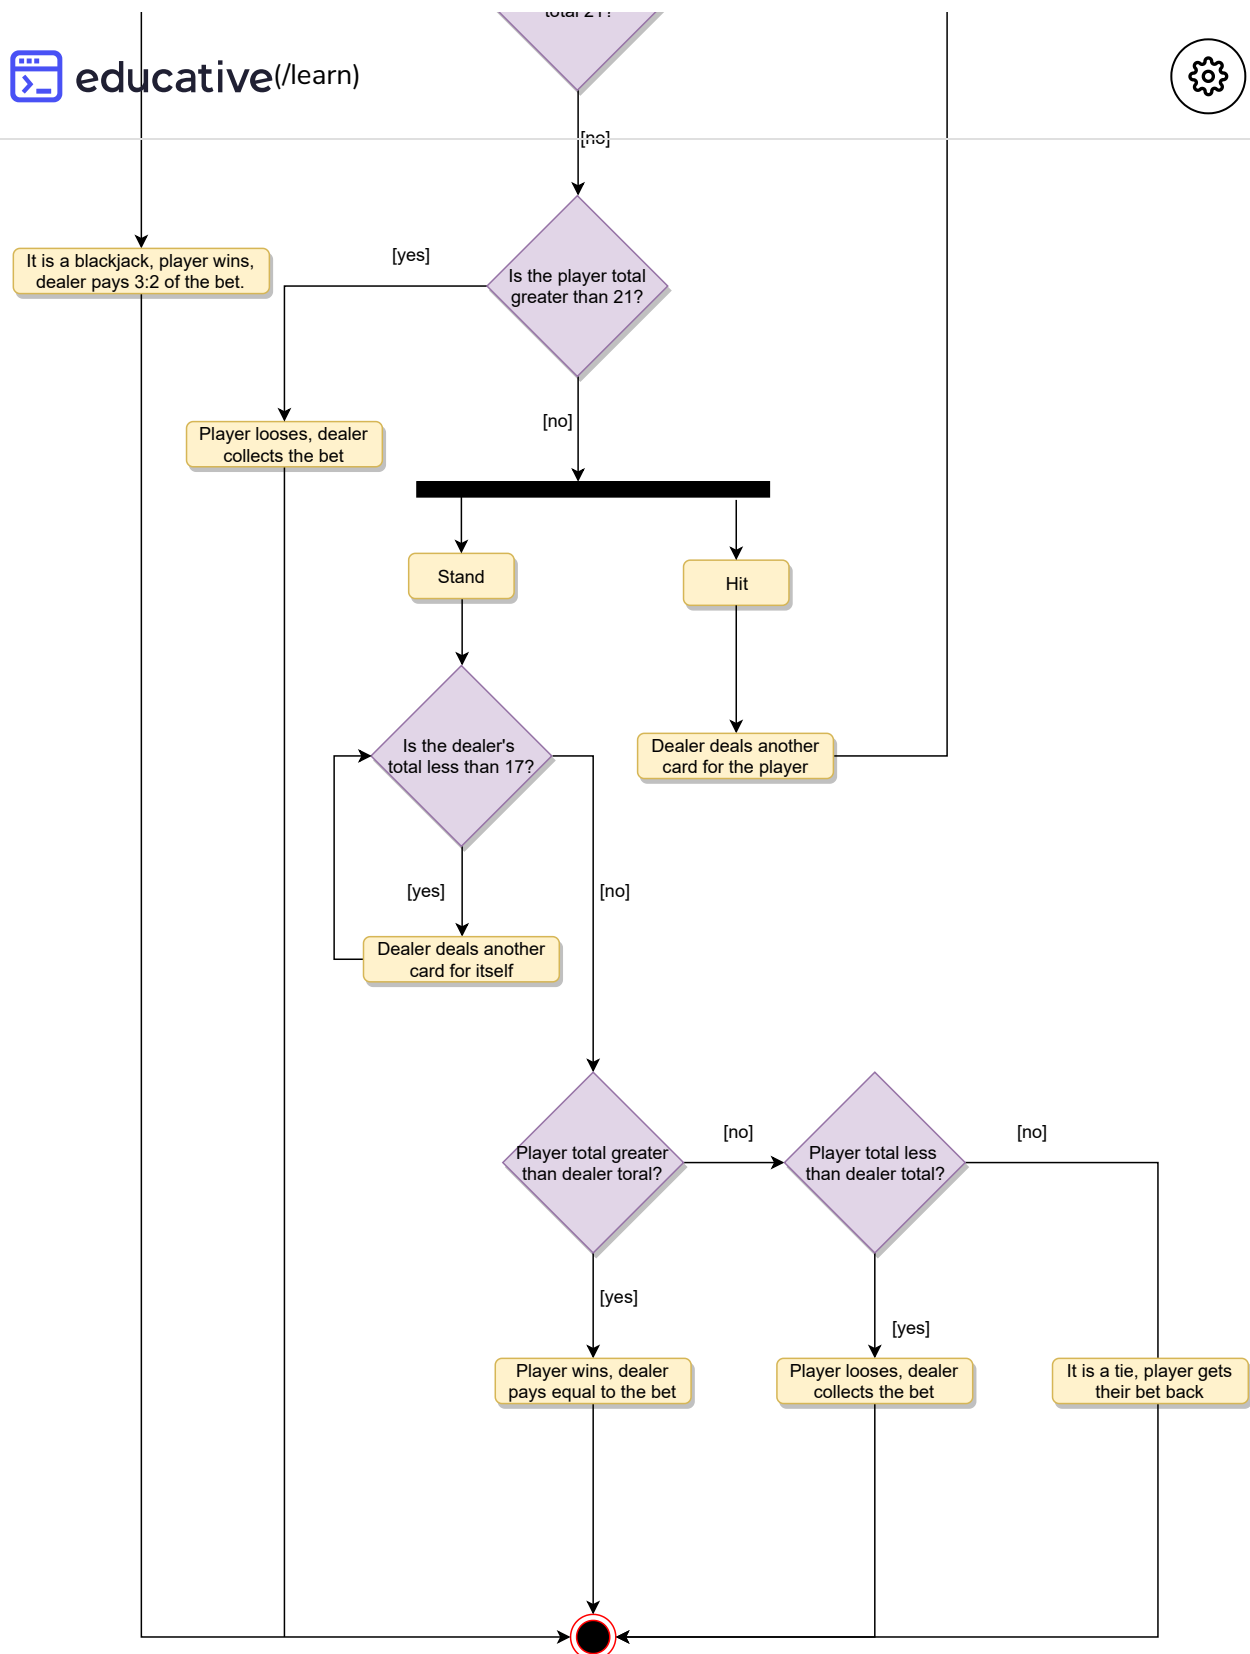 total 21?
educative(/learn)
[no]
It is a blackjack, player wins,
dealer pays 3:2 of the bet.
[yes]
Is the player total
greater than 21?
Player looses, dealer
collects the bet
[no]
Stand
Hit
Is the dealer's
total less than 17?
Dealer deals another
card for the player
[yes]
[no]
Dealer deals another
card for itself
Player total greater
than dealer toral?
[no]
Player total less
than dealer total?
[no]
[yes]
[yes]
Player wins, dealer
pays equal to the bet
Player looses, dealer
collects the bet
It is a tie, player gets
their bet back